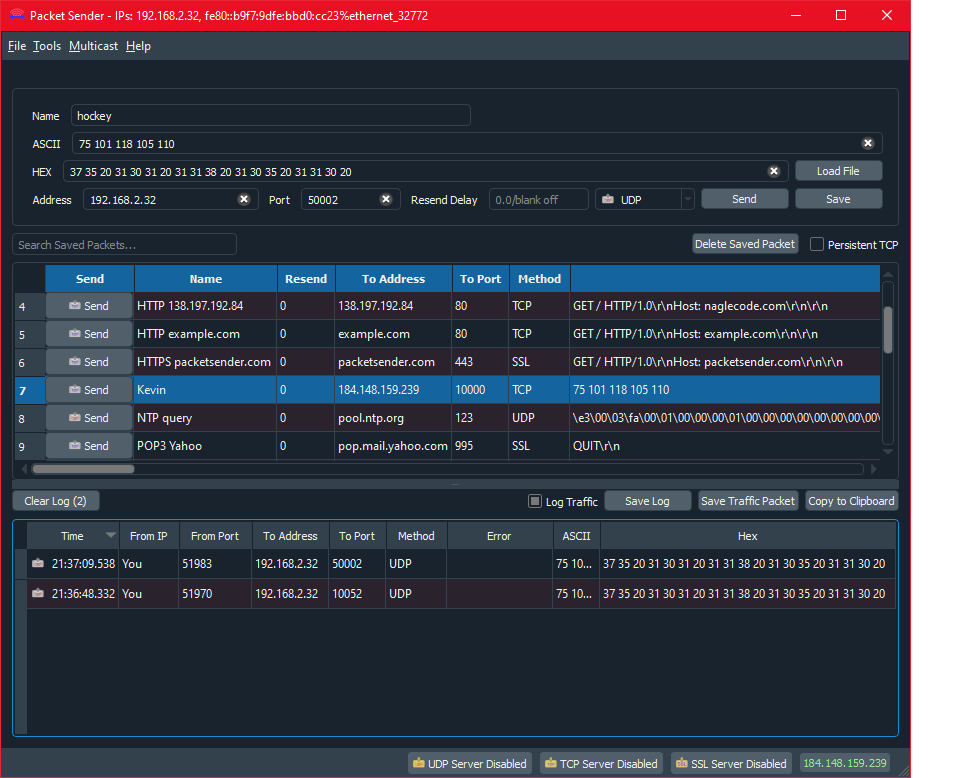 Packet Sender - IPs: 192.168.2.32, fe80::b9f7:9dfe:bbd0:cc23%ethernet_32772
File Tools Multicast Help
Name hockey
ASCII 75 101 118 105 110
HEX 37 35 20 31 30 31 20 31 31 38 20 31 30 35 20 31 31 30 20 Load File
Address 192.168.2.32 Port 50002 Resend Delay 0.0/blank off UDP Send Save
Search Saved Packets... Delete Saved Packet Persistent TCP
Send Name Resend To Address To Port Method
4 Send HTTP 138.197.192.84 0 138.197.192.84 80 TCP GET / HTTP/1.0\r\nHost: naglecode.com\r\n\r\n
5 Send HTTP example.com 0 example.com 80 TCP GET / HTTP/1.0\r\nHost: example.com\r\n\r\n
6 Send HTTPS packetsender.com 0 packetsender.com 443 SSL GET / HTTP/1.0\r\nHost: packetsender.com\r\n\r\n
7 Send Kevin 0 184.148.159.239 10000 TCP 75 101 118 105 110
8 Send NTP query 0 pool.ntp.org 123 UDP \e3\00\03\fa\00\01\00\00\00\01\00\00\00\00\00\00\00\00
9 Send POP3 Yahoo 0 pop.mail.yahoo.com 995 SSL QUIT\r\n
Clear Log (2) Log Traffic Save Log Save Traffic Packet Copy to Clipboard
Time From IP From Port To Address To Port Method Error ASCII Hex
21:37:09.538 You 51983 192.168.2.32 50002 UDP 75 10... 37 35 20 31 30 31 20 31 31 38 20 31 30 35 20 31 31 30 20
21:36:48.332 You 51970 192.168.2.32 10052 UDP 75 10... 37 35 20 31 30 31 20 31 31 38 20 31 30 35 20 31 31 30 20
UDP Server Disabled TCP Server Disabled SSL Server Disabled 184.148.159.239